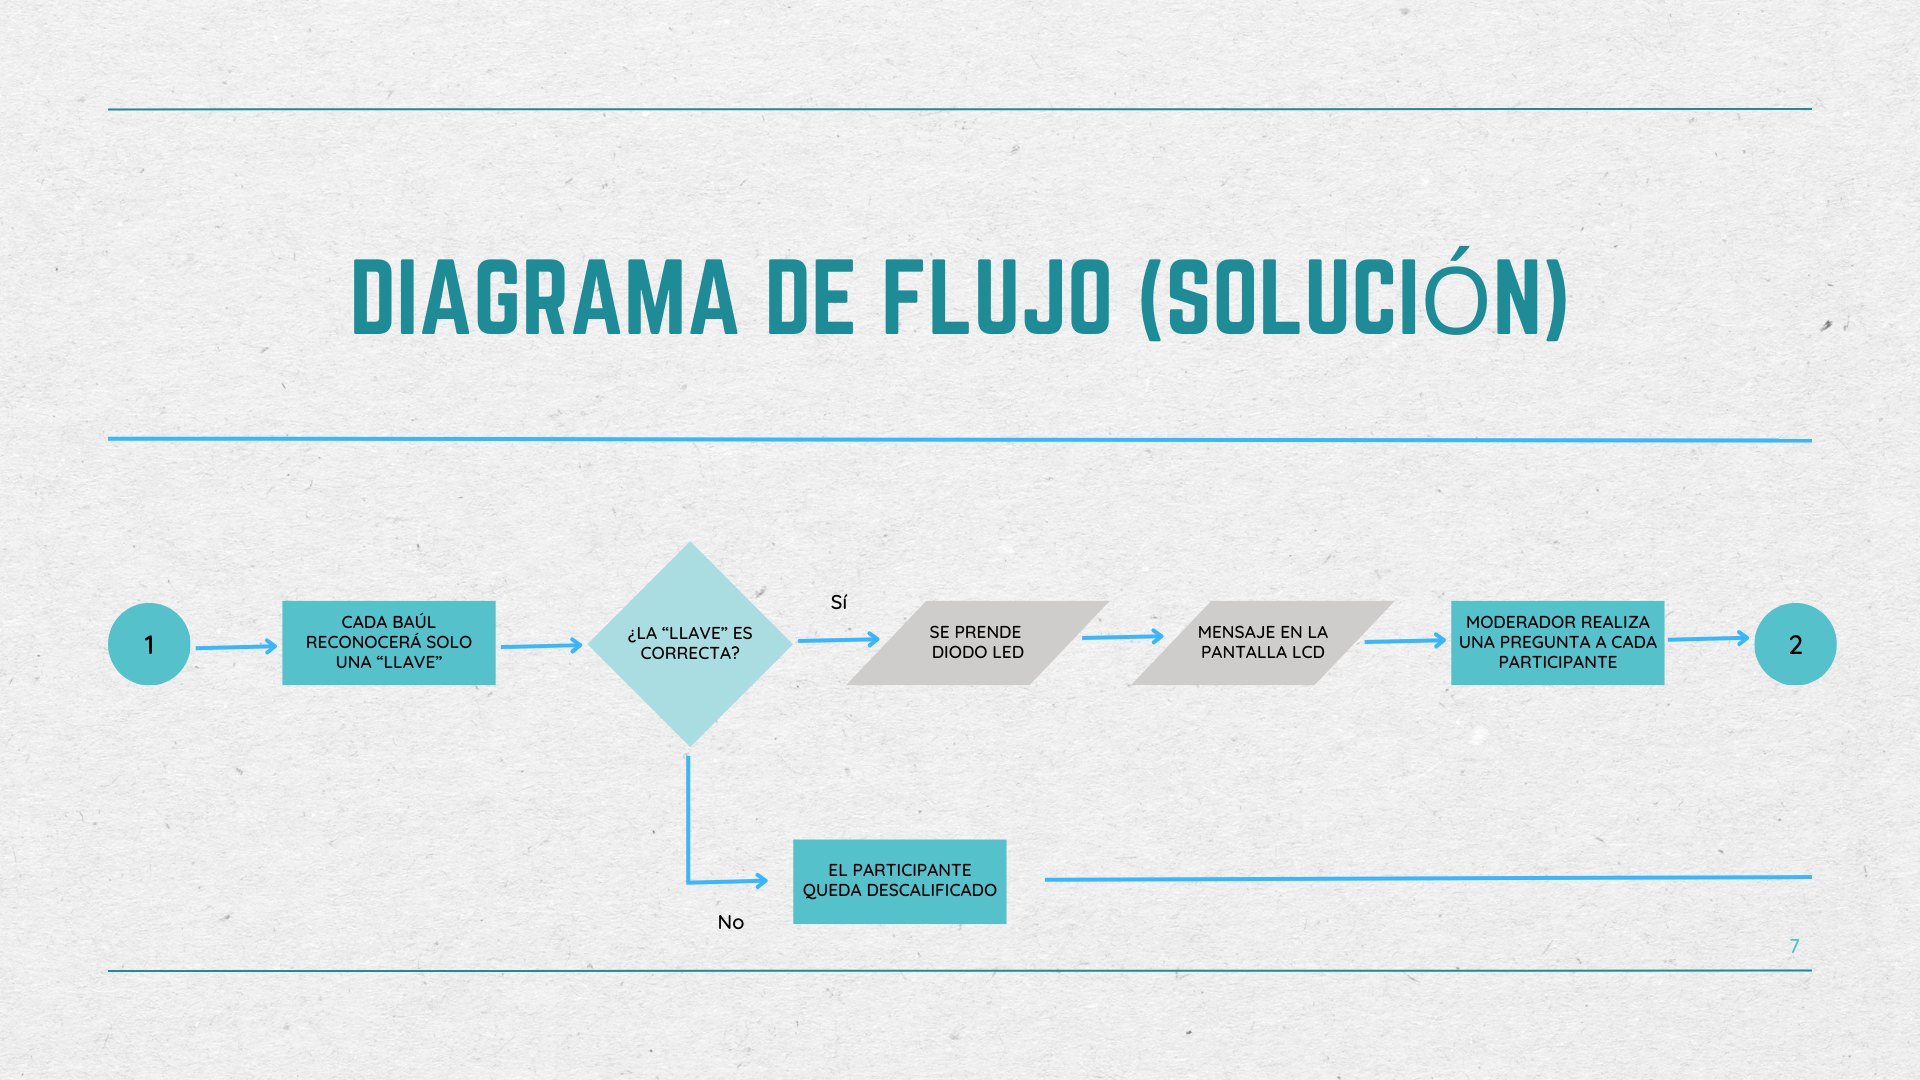 DIAGRAMA DE FLUJO (SOLUCIÓN)
1
CADA BAÚL
RECONOCERÁ SOLO
UNA “LLAVE”
¿LA “LLAVE” ES
CORRECTA?
Sí
SE PRENDE
DIODO LED
MENSAJE EN LA
PANTALLA LCD
MODERADOR REALIZA
UNA PREGUNTA A CADA
PARTICIPANTE
2
No
EL PARTICIPANTE
QUEDA DESCALIFICADO
7